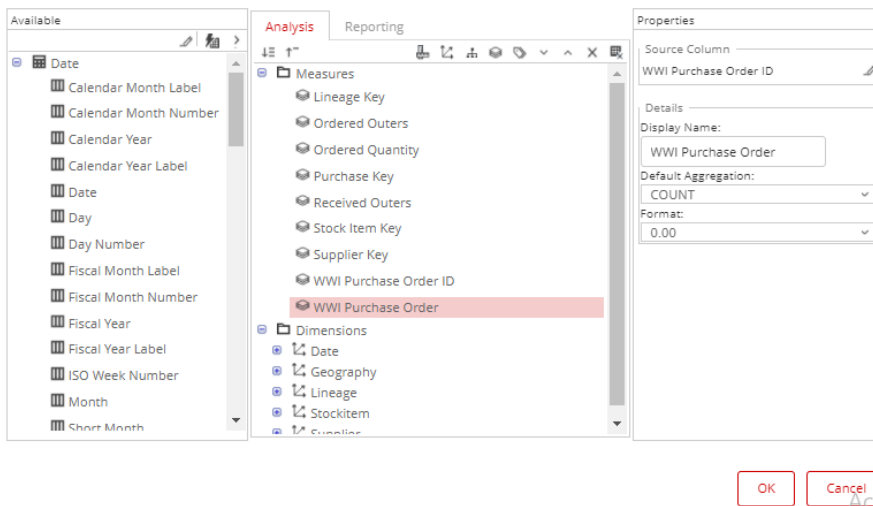 Available
Date
Calendar Month Label
Calendar Month Number
Calendar Year
Calendar Year Label
Date
Day
Day Number
Fiscal Month Label
Fiscal Month Number
Fiscal Year
Fiscal Year Label
ISO Week Number
Month
Short Month
Analysis Reporting
Measures
Lineage Key
Ordered Outers
Ordered Quantity
Purchase Key
Received Outers
Stock Item Key
Supplier Key
WWI Purchase Order ID
WWI Purchase Order
Dimensions
Date
Geography
Lineage
Stockitem
Supplier
Properties
Source Column
WWI Purchase Order ID
Details
Display Name:
WWI Purchase Order
Default Aggregation:
COUNT
Format:
0.00
OK Cancel